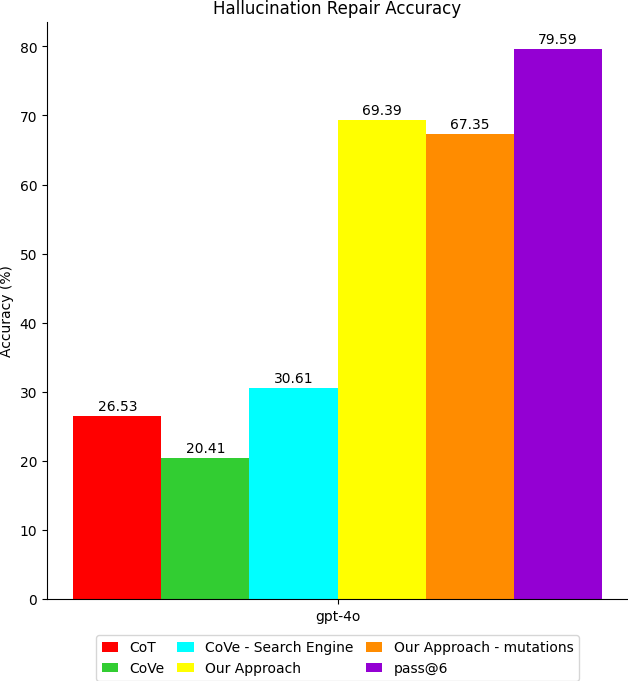 Hallucination Repair Accuracy
Accuracy (%)
80
70
60
50
40
30
20
10
0
26.53
20.41
30.61
69.39
67.35
79.59
gpt-4o
CoT
CoVe
CoVe - Search Engine
Our Approach
Our Approach - mutations
pass@6